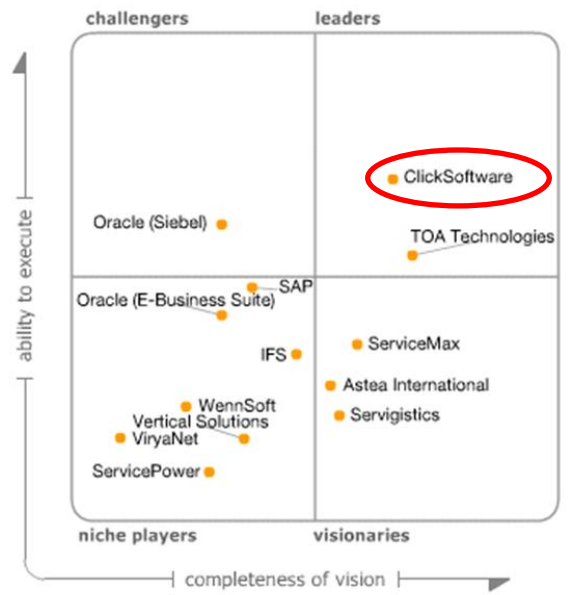 challengers
leaders
ClickSoftware
Oracle (Siebel)
TOA Technologies
SAP
Oracle (E-Business Suite)
ServiceMax
IFS
Astea International
WennSoft
Servigistics
Vertical Solutions
ViryaNet
ServicePower
niche players
visionaries
ability to execute
completeness of vision